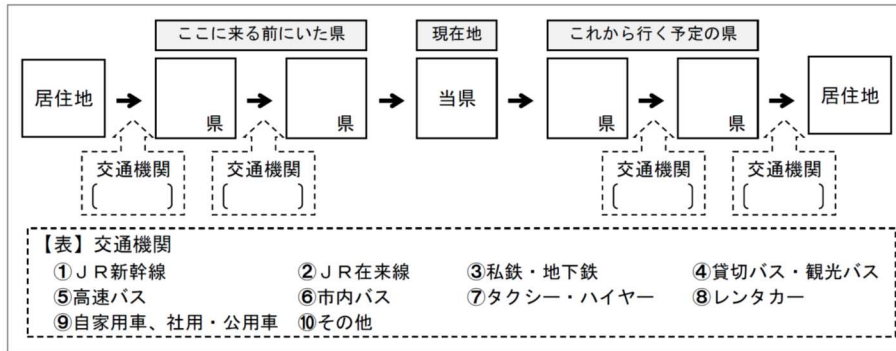 ここに来る前にいた県 現在地 これから行く予定の県
居住地 県 県 当県 県 県 居住地
交通機関 交通機関 交通機関 交通機関
【表】交通機関
①ＪＲ新幹線 ②ＪＲ在来線 ③私鉄・地下鉄 ④貸切バス・観光バス
⑤高速バス ⑥市内バス ⑦タクシー・ハイヤー ⑧レンタカー
⑨自家用車、社用・公用車 ⑩その他